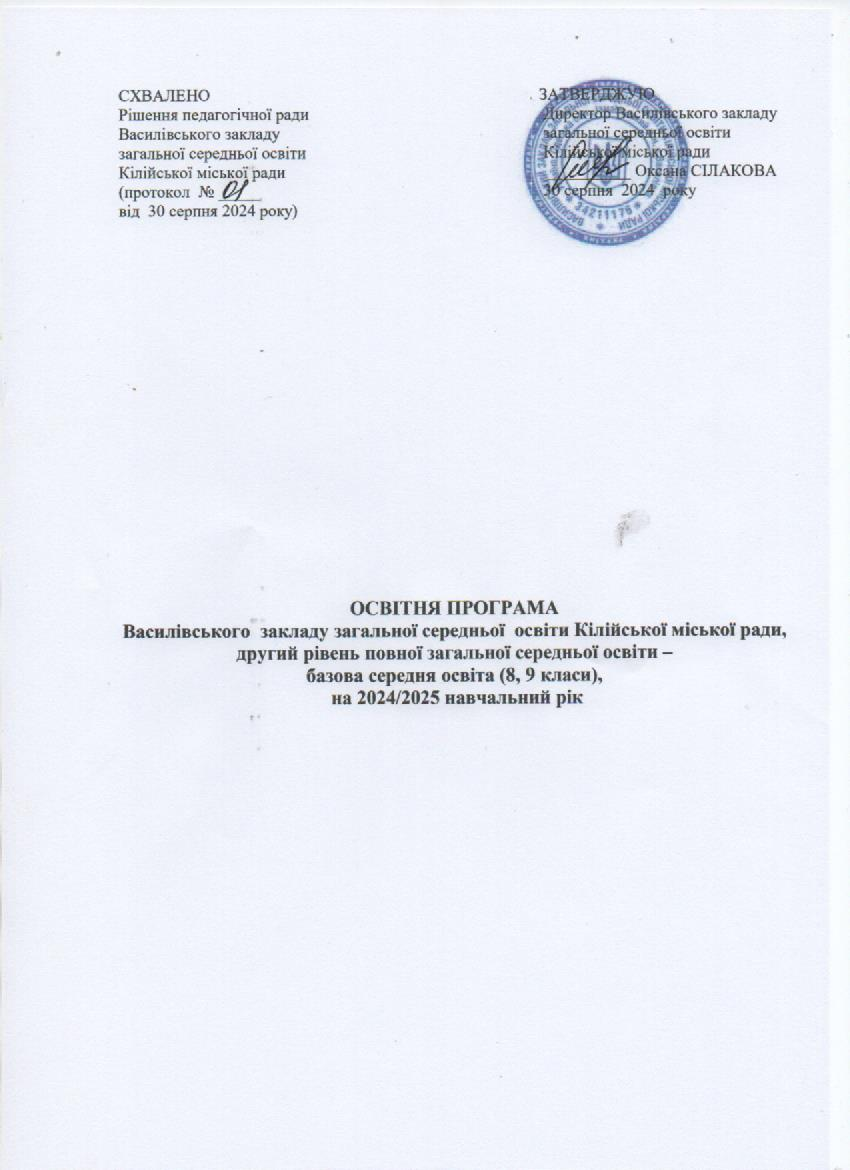 СХВАЛЕНО
Рішення педагогічної ради
Василівського закладу
загальної середньої освіти
Кілійської міської ради
(протокол № 01
від 30 серпня 2024 року)
ЗАТВЕРДЖУЮ
Директор Василівського закладу
загальної середньої освіти
Кілійської міської ради
Оксана СІЛАКОВА
30 серпня 2024 року
34211176
ОСВІТНЯ ПРОГРАМА
Василівського закладу загальної середньої освіти Кілійської міської ради,
другий рівень повної загальної середньої освіти –
базова середня освіта (8, 9 класи),
на 2024/2025 навчальний рік